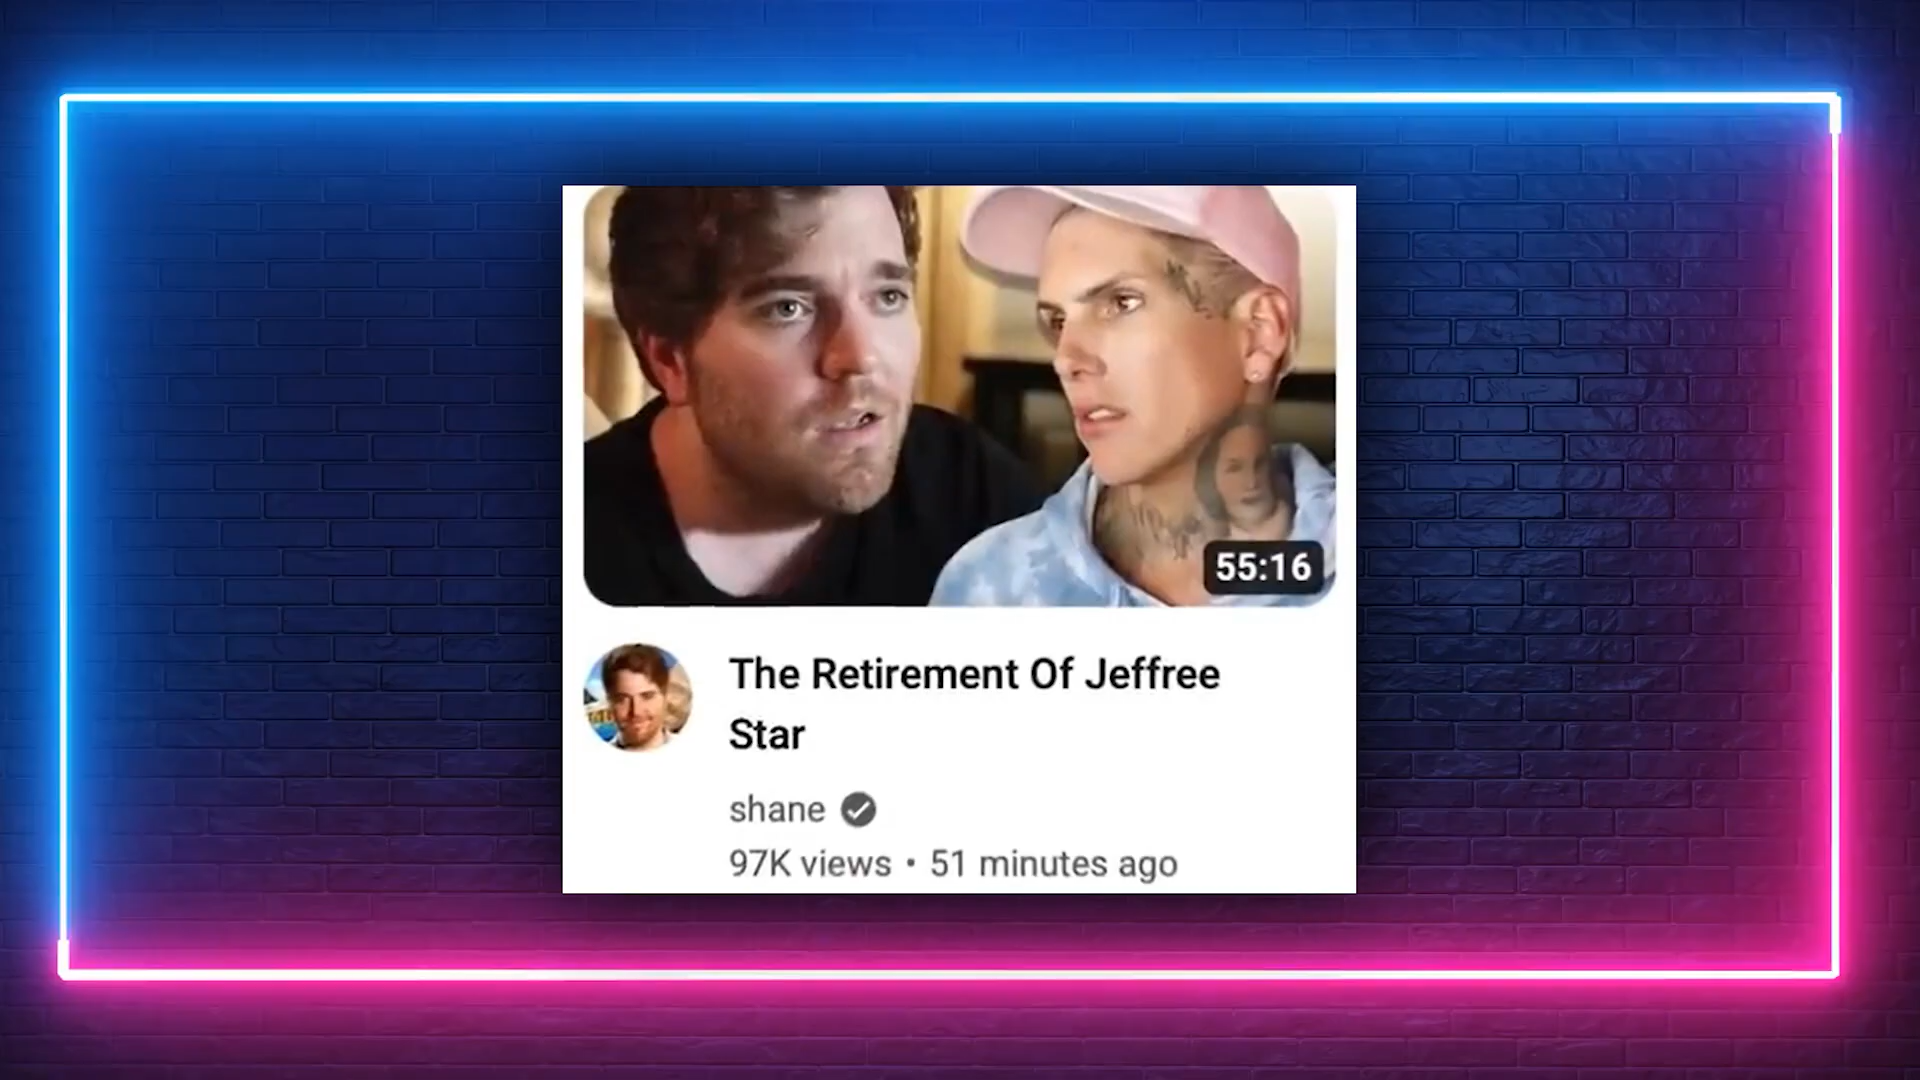 55:16
The Retirement Of Jeffree
Star
shane
97K views • 51 minutes ago